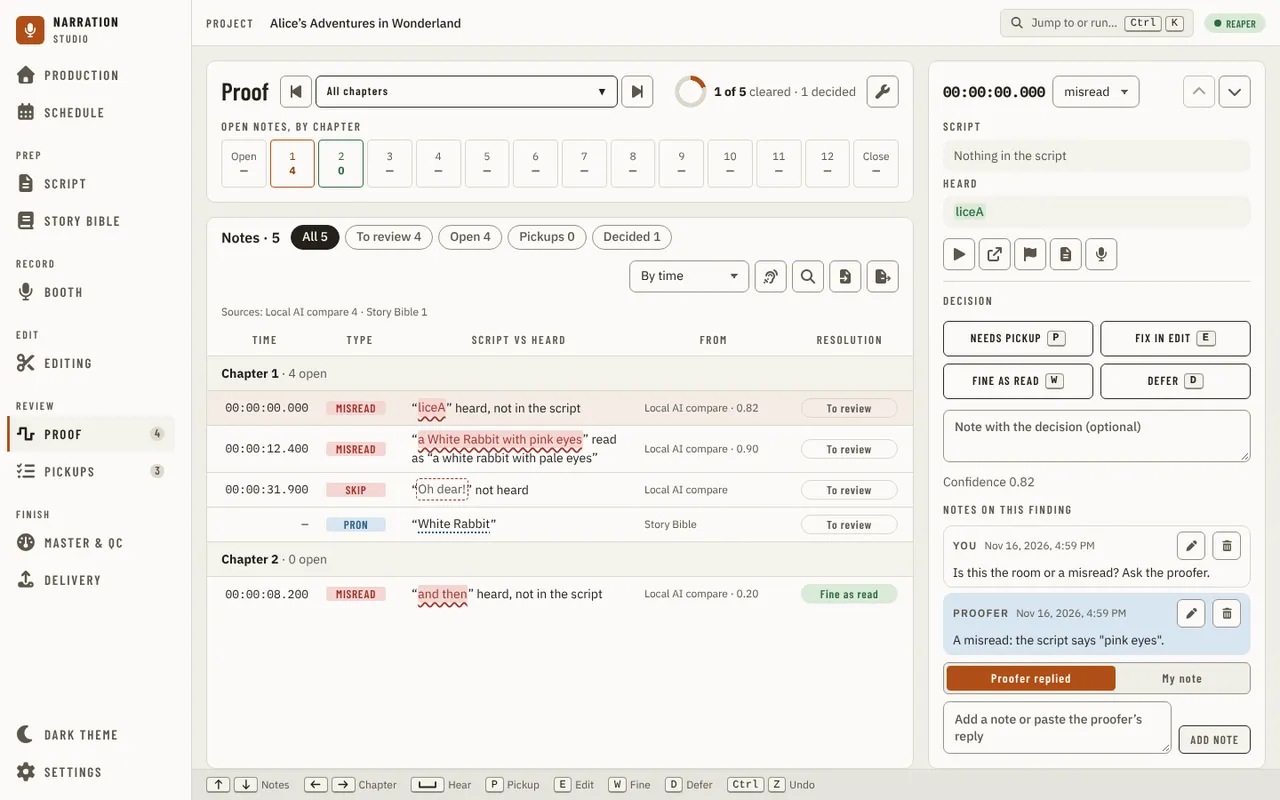 NARRATION
STUDIO
PRODUCTION
SCHEDULE
PREP
SCRIPT
STORY BIBLE
RECORD
BOOTH
EDIT
EDITING
REVIEW
PROOF 4
PICKUPS 3
FINISH
MASTER & QC
DELIVERY
DARK THEME
SETTINGS
PROJECT Alice’s Adventures in Wonderland
Jump to or run… Ctrl K
REAPER
Proof
All chapters
1 of 5 cleared · 1 decided
OPEN NOTES, BY CHAPTER
Open 1 2 3 4 5 6 7 8 9 10 11 12 Close
– 4 0 – – – – – – – – – – –
Notes · 5 All 5 To review 4 Open 4 Pickups 0 Decided 1
By time
Sources: Local AI compare 4 · Story Bible 1
TIME TYPE SCRIPT VS HEARD FROM RESOLUTION
Chapter 1 · 4 open
00:00:00.000 MISREAD “liceA” heard, not in the script Local AI compare · 0.82 To review
00:00:12.400 MISREAD “a White Rabbit with pink eyes” read
as “a white rabbit with pale eyes” Local AI compare · 0.90 To review
00:00:31.900 SKIP “Oh dear!” not heard Local AI compare To review
– PRON “White Rabbit” Story Bible To review
Chapter 2 · 0 open
00:00:08.200 MISREAD “and then” heard, not in the script Local AI compare · 0.20 Fine as read
00:00:00.000 misread
SCRIPT
Nothing in the script
HEARD
liceA
DECISION
NEEDS PICKUP P FIX IN EDIT E
FINE AS READ W DEFER D
Note with the decision (optional)
Confidence 0.82
NOTES ON THIS FINDING
YOU Nov 16, 2026, 4:59 PM
Is this the room or a misread? Ask the proofer.
PROOFER Nov 16, 2026, 4:59 PM
A misread: the script says "pink eyes".
Proofer replied My note
Add a note or paste the proofer’s
reply
ADD NOTE
↑ ↓ Notes ← → Chapter Hear P Pickup E Edit W Fine D Defer Ctrl Z Undo